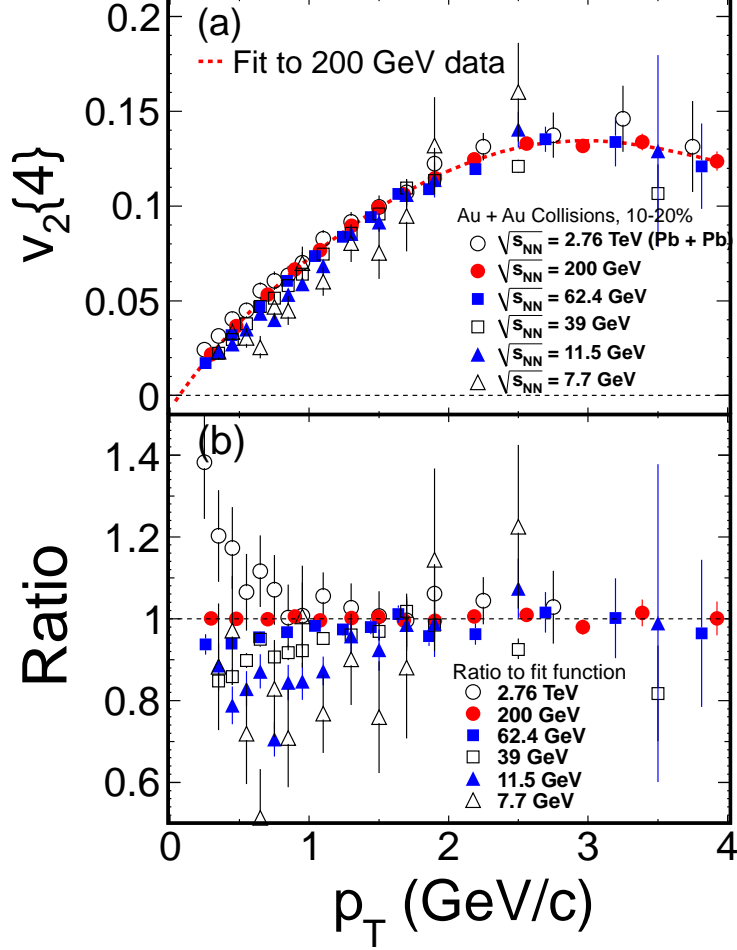 0.2
(a)
Fit to 200 GeV data
0.15
0.1
0.05
0
v2{4}
Au + Au Collisions, 10-20%
√sNN = 2.76 TeV (Pb + Pb)
√sNN = 200 GeV
√sNN = 62.4 GeV
√sNN = 39 GeV
√sNN = 11.5 GeV
√sNN = 7.7 GeV
(b)
1.4
1.2
1
0.8
0.6
Ratio
Ratio to fit function
2.76 TeV
200 GeV
62.4 GeV
39 GeV
11.5 GeV
7.7 GeV
0 1 2 3 4
pT (GeV/c)